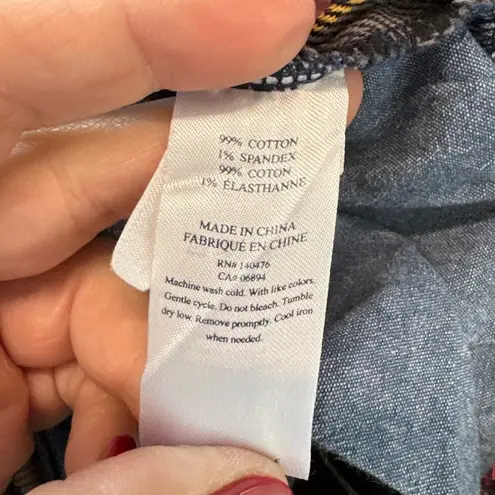 99% COTTON
1% SPANDEX
99% COTON
1% ÉLASTHANNE
MADE IN CHINA
FABRIQUÉ EN CHINE
RN# 140476
CA# 06894
Machine wash cold. With like colors.
Gentle cycle. Do not bleach. Tumble
dry low. Remove promptly. Cool iron
when needed.